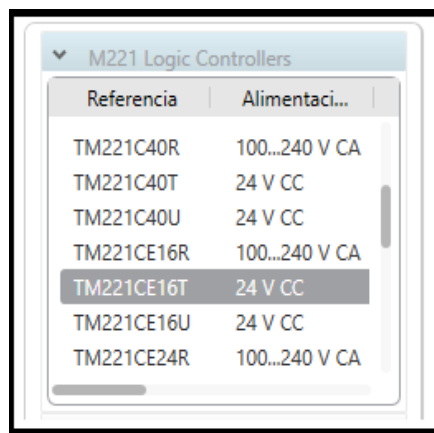 M221 Logic Controllers
Referencia Alimentaci...
TM221C40R 100...240 V CA
TM221C40T 24 V CC
TM221C40U 24 V CC
TM221CE16R 100...240 V CA
TM221CE16T 24 V CC
TM221CE16U 24 V CC
TM221CE24R 100...240 V CA